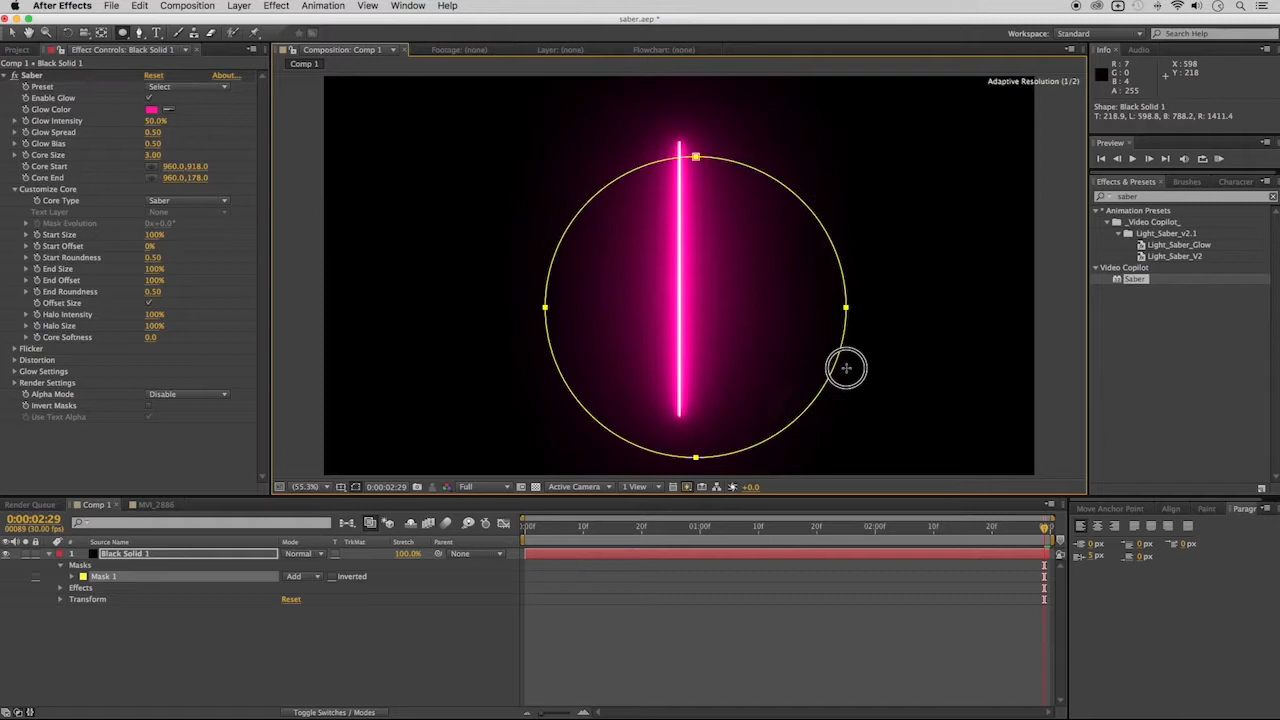 After Effects File Edit Composition Layer Effect Animation View Window Help
saber.aep *
Workspace: Standard Search Help
Project Effect Controls: Black Solid 1 Composition: Comp 1 Footage: (none) Layer: (none) Flowchart: (none) Info Audio
Comp 1 • Black Solid 1
Comp 1
Saber Reset About...
Preset Select
Enable Glow
Glow Color
Glow Intensity 50.0%
Glow Spread 0.50
Glow Bias 0.50
Core Size 3.00
Core Start 960.0,918.0
Core End 960.0,178.0
Customize Core
Core Type Saber
Text Layer None
Mask Evolution 0x+0.0°
Start Size 100%
Start Offset 0%
Start Roundness 0.50
End Size 100%
End Offset 100%
End Roundness 0.50
Offset Size
Halo Intensity 100%
Halo Size 100%
Core Softness 0.0
Flicker
Distortion
Glow Settings
Render Settings
Alpha Mode Disable
Invert Masks
Use Text Alpha
Adaptive Resolution (1/2)
R: 7 X: 598
G: 0 Y: 218
B: 4
A: 255
Shape: Black Solid 1
T: 218.9, L: 598.8, B: 788.2, R: 1411.4
Preview
Effects & Presets Brushes Character
saber
* Animation Presets
_Video Copilot_
Light_Saber_v2.1
Light_Saber_Glow
Light_Saber_V2
Video Copilot
Saber
(55.3%) 0:00:02:29 Full Active Camera 1 View +0.0
Render Queue Comp 1 MVI_2886
0:00:02:29
00089 (30.00 fps)
:00f 10f 20f 01:00f 10f 20f 02:00f 10f 20f
# Source Name Mode T TrkMat Stretch Parent
1 Black Solid 1 Normal 100.0% None
Masks
Mask 1 Add Inverted
Effects
Transform Reset
Toggle Switches / Modes
Move Anchor Point Align Paint Paragr
0 px 0 px 0 px
5 px 0 px